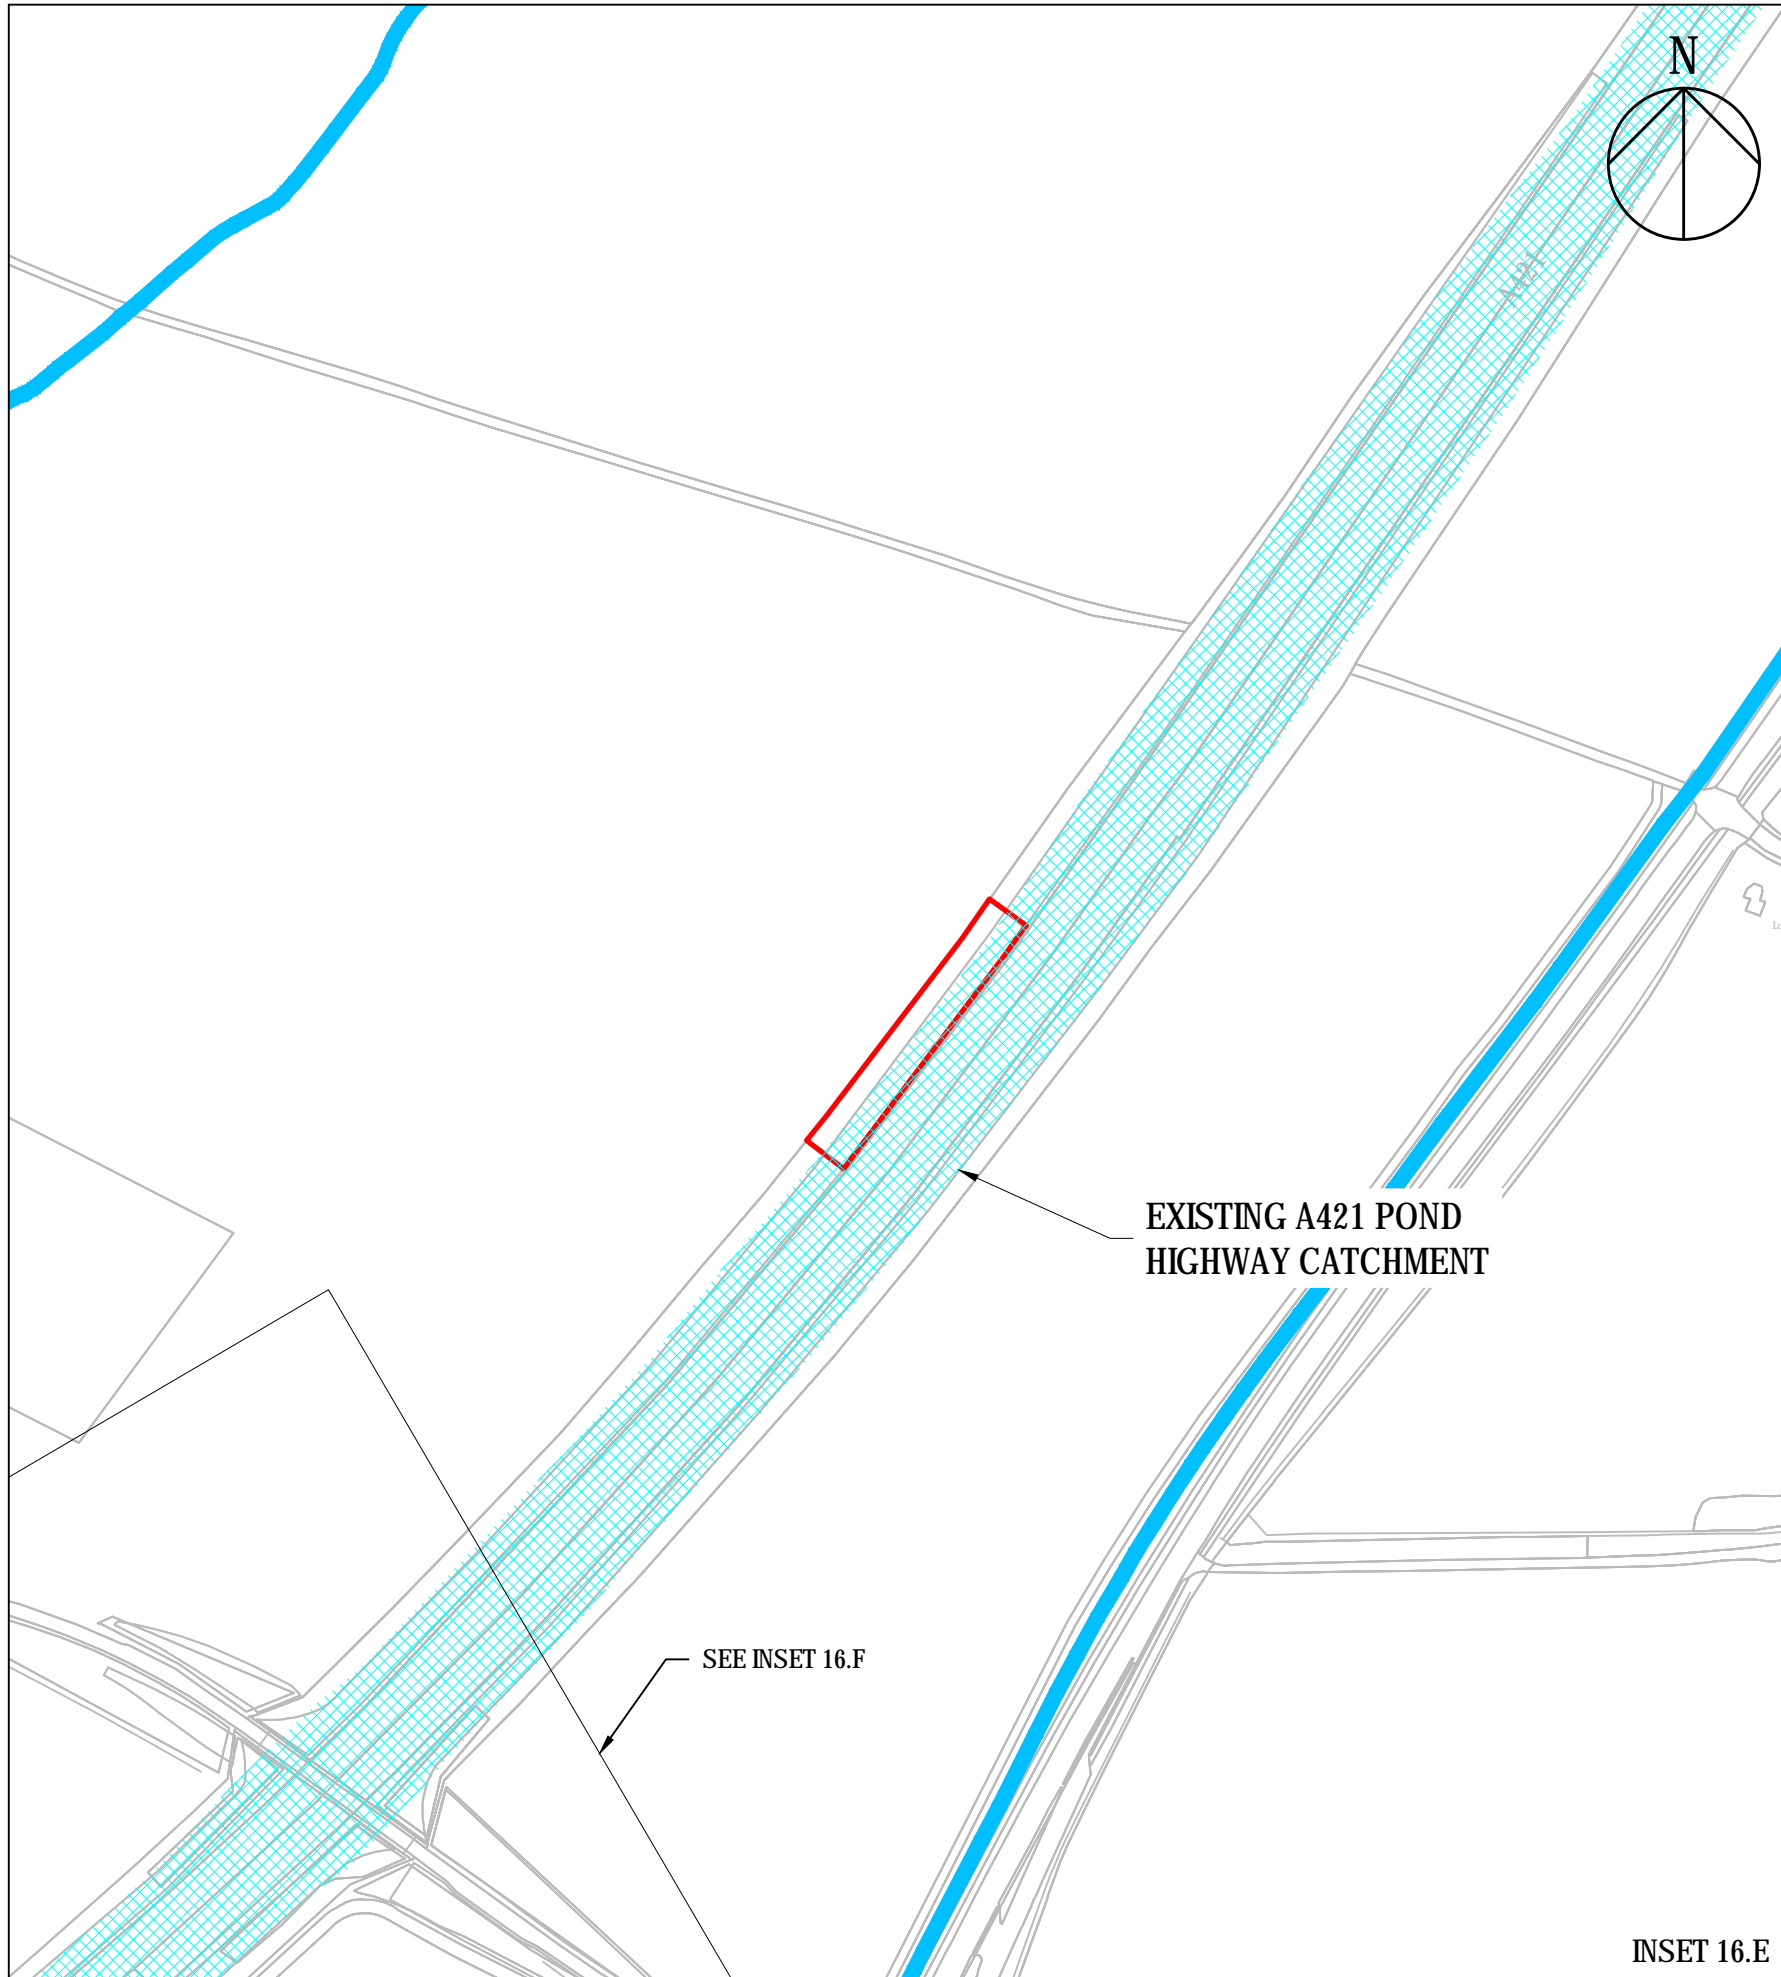 N
A421
EXISTING A421 POND
HIGHWAY CATCHMENT
SEE INSET 16.F
INSET 16.E